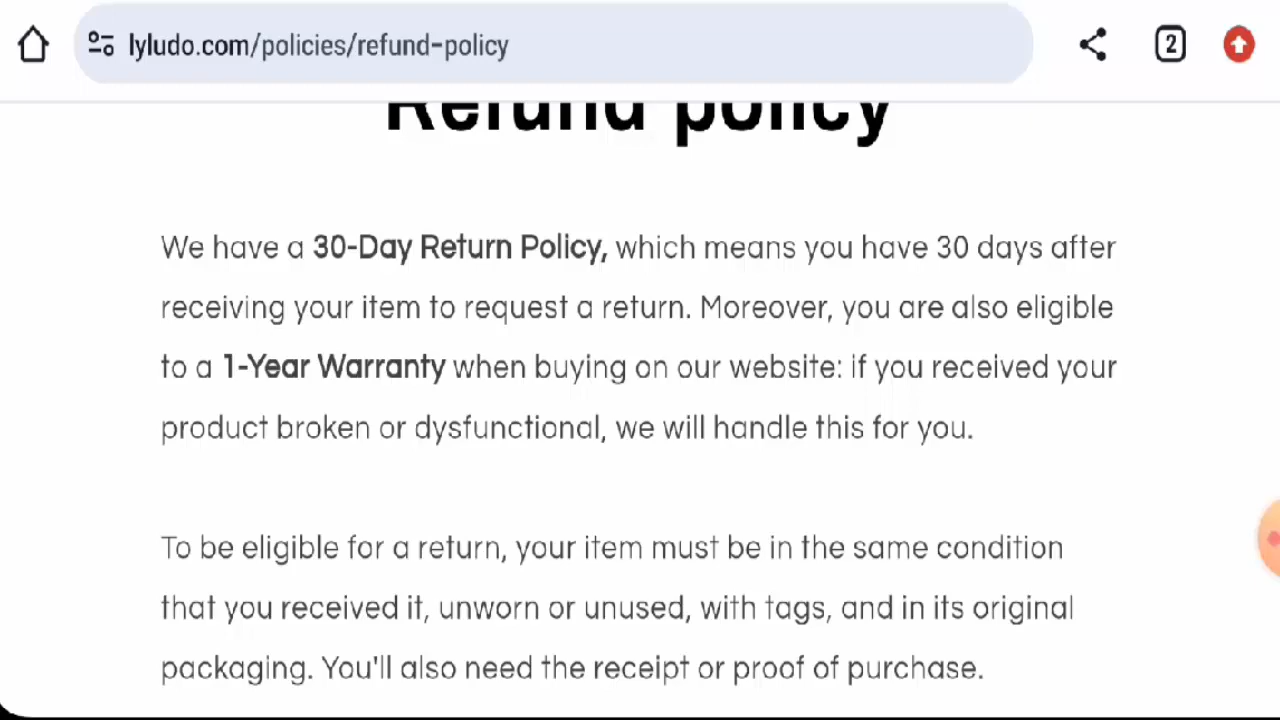 lyludo.com/policies/refund-policy
2
Refund policy
We have a 30-Day Return Policy, which means you have 30 days after
receiving your item to request a return. Moreover, you are also eligible
to a 1-Year Warranty when buying on our website: if you received your
product broken or dysfunctional, we will handle this for you.
To be eligible for a return, your item must be in the same condition
that you received it, unworn or unused, with tags, and in its original
packaging. You'll also need the receipt or proof of purchase.